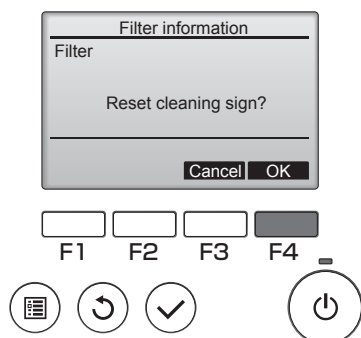 Filter information
Filter
Reset cleaning sign?
Cancel OK
F1 F2 F3 F4